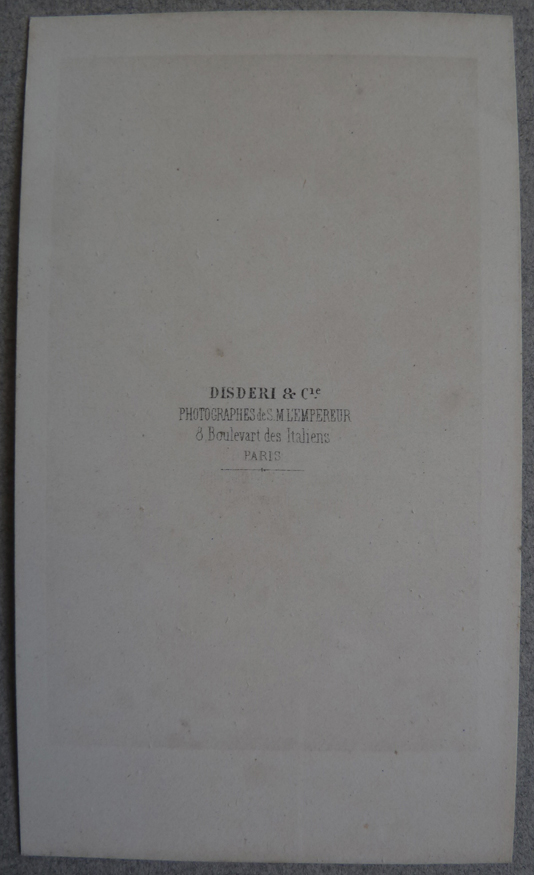 DISDERI & Cie
PHOTOGRAPHES de S.M.L'EMPEREUR
8 Boulevart des Italiens
PARIS